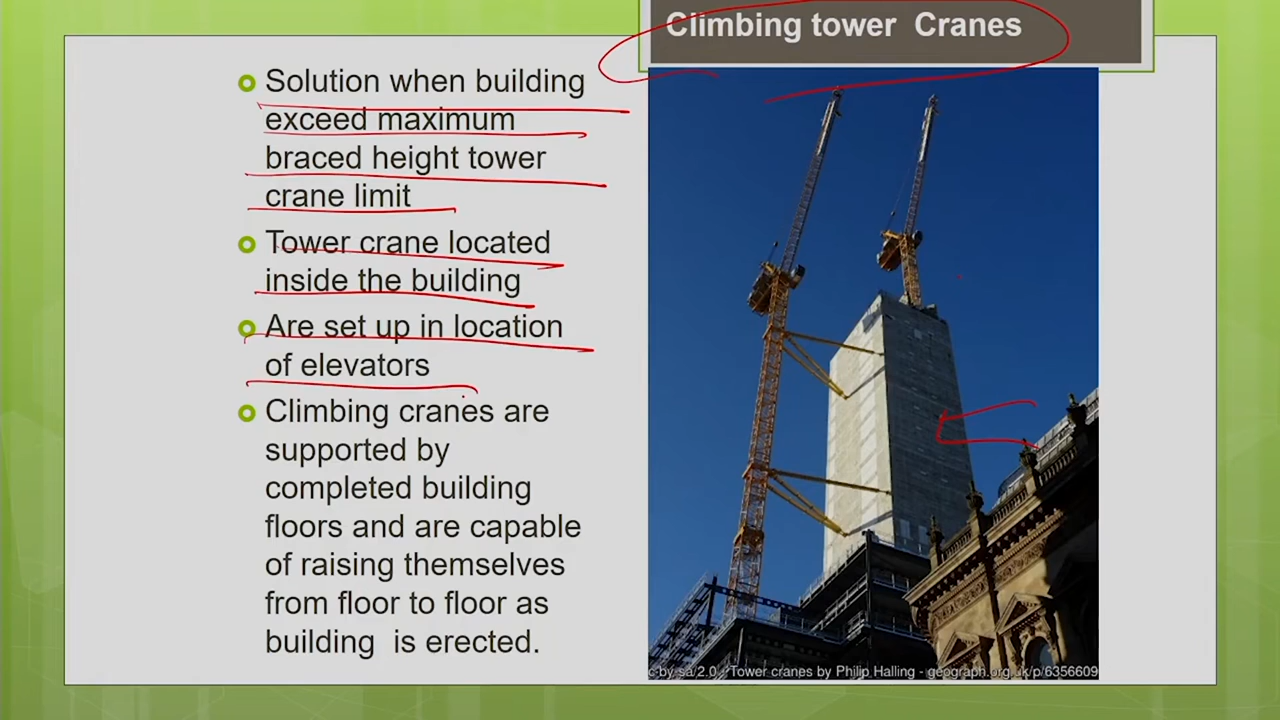 Climbing tower Cranes
Solution when building
exceed maximum
braced height tower
crane limit
Tower crane located
inside the building
Are set up in location
of elevators
Climbing cranes are
supported by
completed building
floors and are capable
of raising themselves
from floor to floor as
building is erected.
c-by-sa/2.0 - Tower cranes by Philip Halling - geograph.org.uk/p/6356609